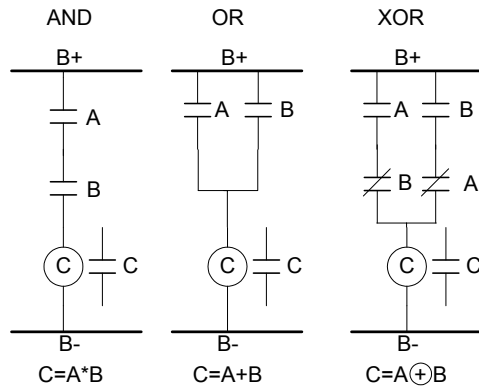 AND OR XOR
B+ B+ B+
A A B A B
B B A
C C C C C C
B- B- B-
C=A*B C=A+B C=A⊕B